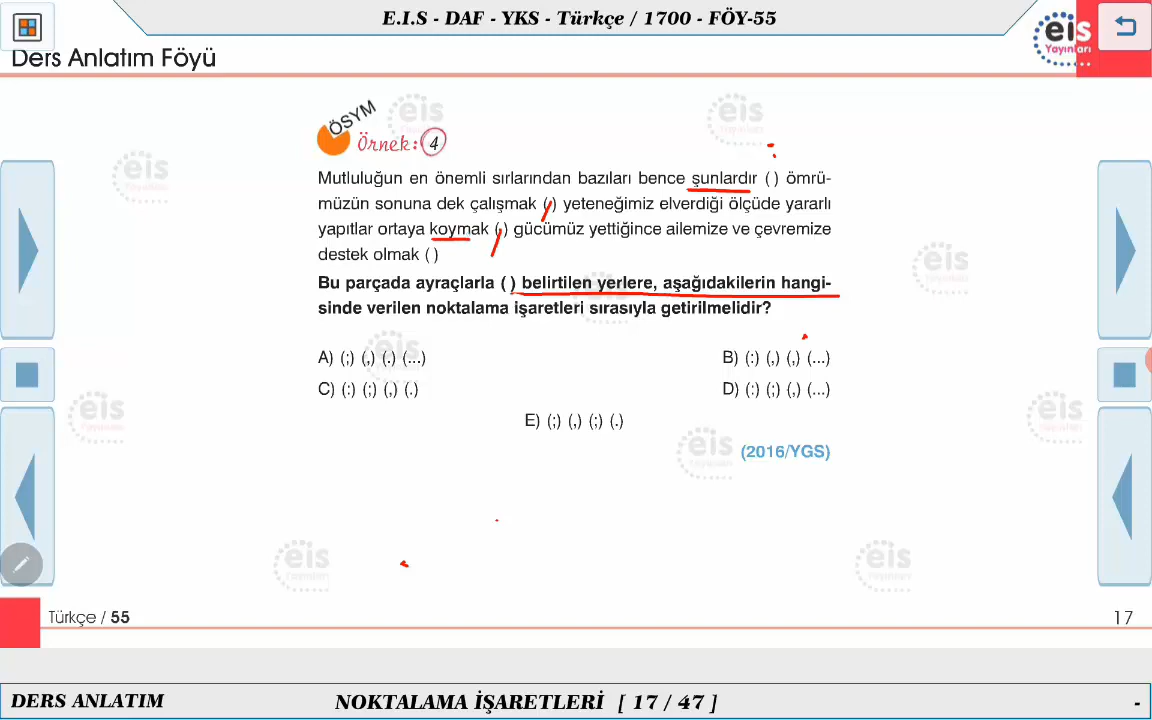 E.I.S - DAF - YKS - Türkçe / 1700 - FÖY-55
Ders Anlatım Föyü
eis
Yayınları
ÖSYM
Örnek: 4
Mutluluğun en önemli sırlarından bazıları bence şunlardır ( ) ömrü-
müzün sonuna dek çalışmak ( ) yeteneğimiz elverdiği ölçüde yararlı
yapıtlar ortaya koymak ( ) gücümüz yettiğince ailemize ve çevremize
destek olmak ( )
Bu parçada ayraçlarla ( ) belirtilen yerlere, aşağıdakilerin hangi-
sinde verilen noktalama işaretleri sırasıyla getirilmelidir?
A) (;) (,) (.) (...)
B) (:) (,) (,) (...)
C) (:) (;) (,) (.)
D) (:) (;) (,) (...)
E) (;) (,) (;) (.)
(2016/YGS)
Türkçe / 55
17
DERS ANLATIM
NOKTALAMA İŞARETLERİ [ 17 / 47 ]
-